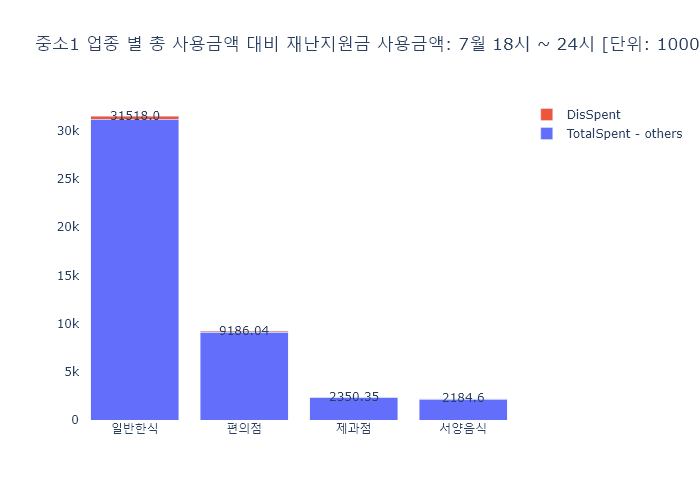 중소1 업종 별 총 사용금액 대비 재난지원금 사용금액: 7월 18시 ~ 24시 [단위: 1000
DisSpent
TotalSpent - others
31518.0
30k
25k
20k
15k
10k
9186.04
5k
2350.35
2184.6
0
일반한식
편의점
제과점
서양음식